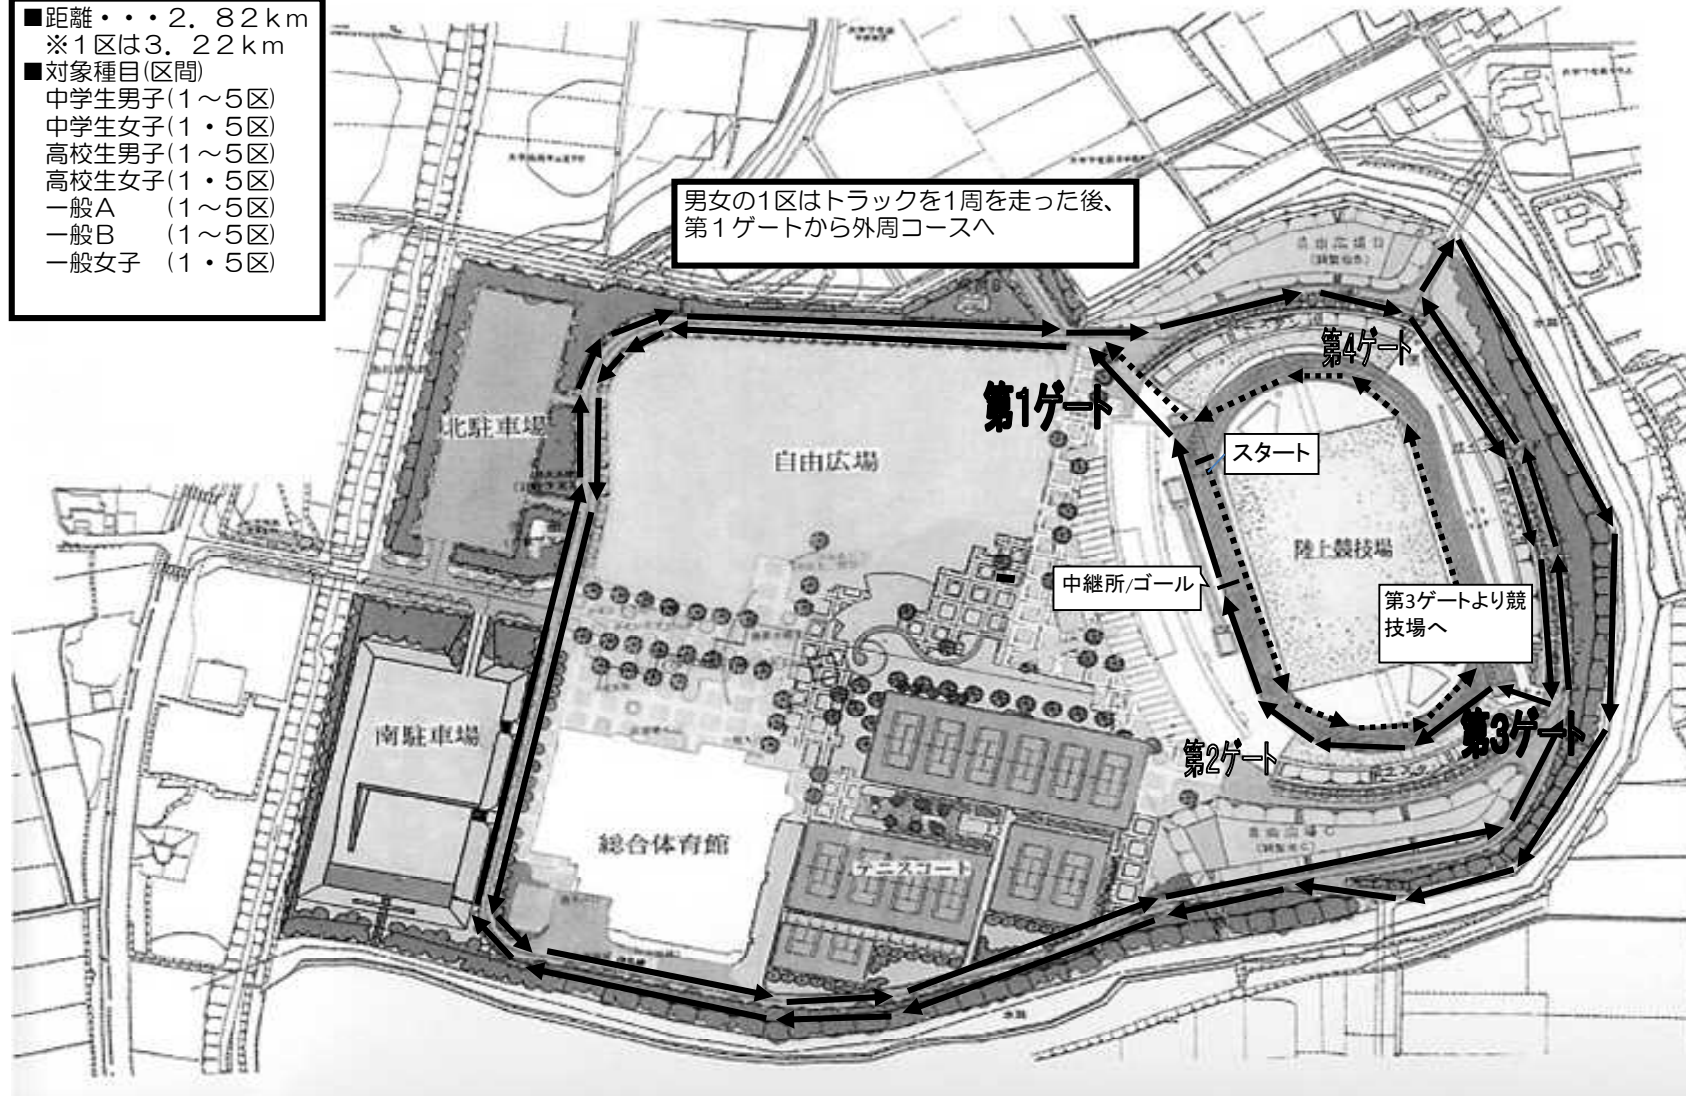 ■距離・・・2．82km
※1区は3．22km
■対象種目(区間)
中学生男子(1～5区)
中学生女子(1・5区)
高校生男子(1～5区)
高校生女子(1・5区)
一般A　(1～5区)
一般B　(1～5区)
一般女子　(1・5区)
男女の1区はトラックを1周を走った後、
第1ゲートから外周コースへ
第4ゲート
第1ゲート
北駐車場
自由広場
スタート
陸上競技場
中継所/ゴール
第3ゲートより競
技場へ
南駐車場
第3ゲート
第2ゲート
総合体育館
テニスコート
自由広場C
水路